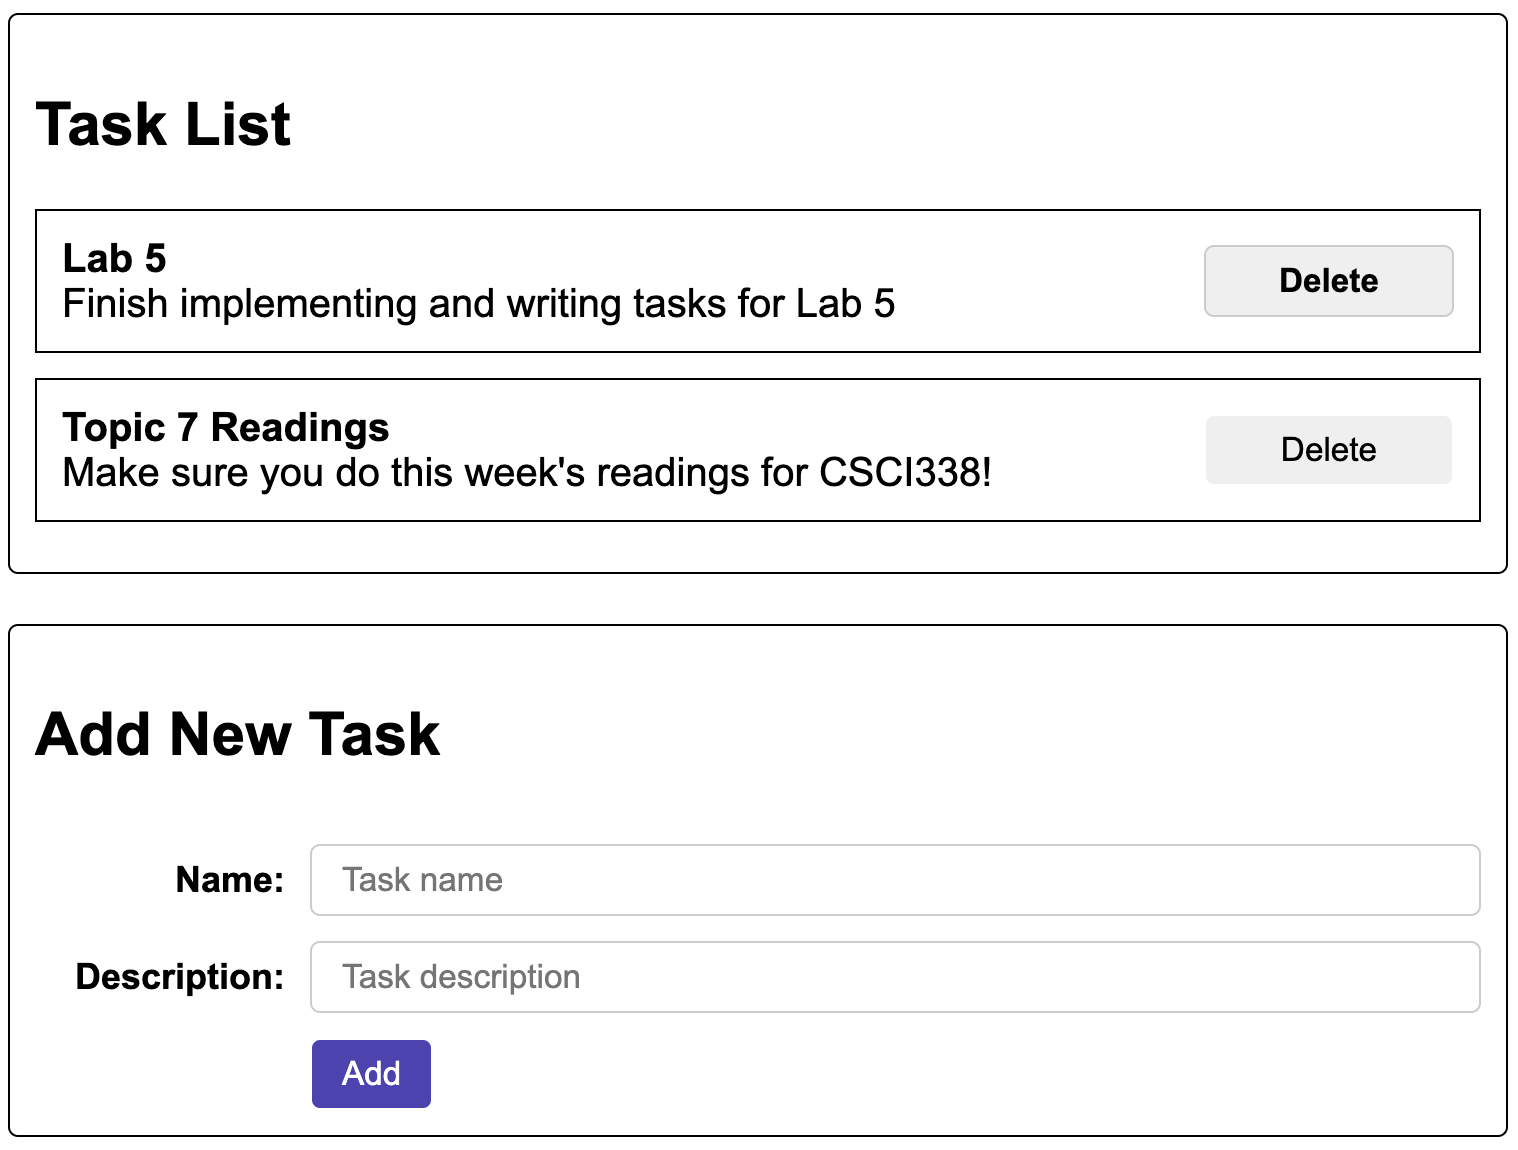 Task List
Lab 5
Finish implementing and writing tasks for Lab 5
Delete
Topic 7 Readings
Make sure you do this week's readings for CSCI338!
Delete
Add New Task
Name: Task name
Description: Task description
Add